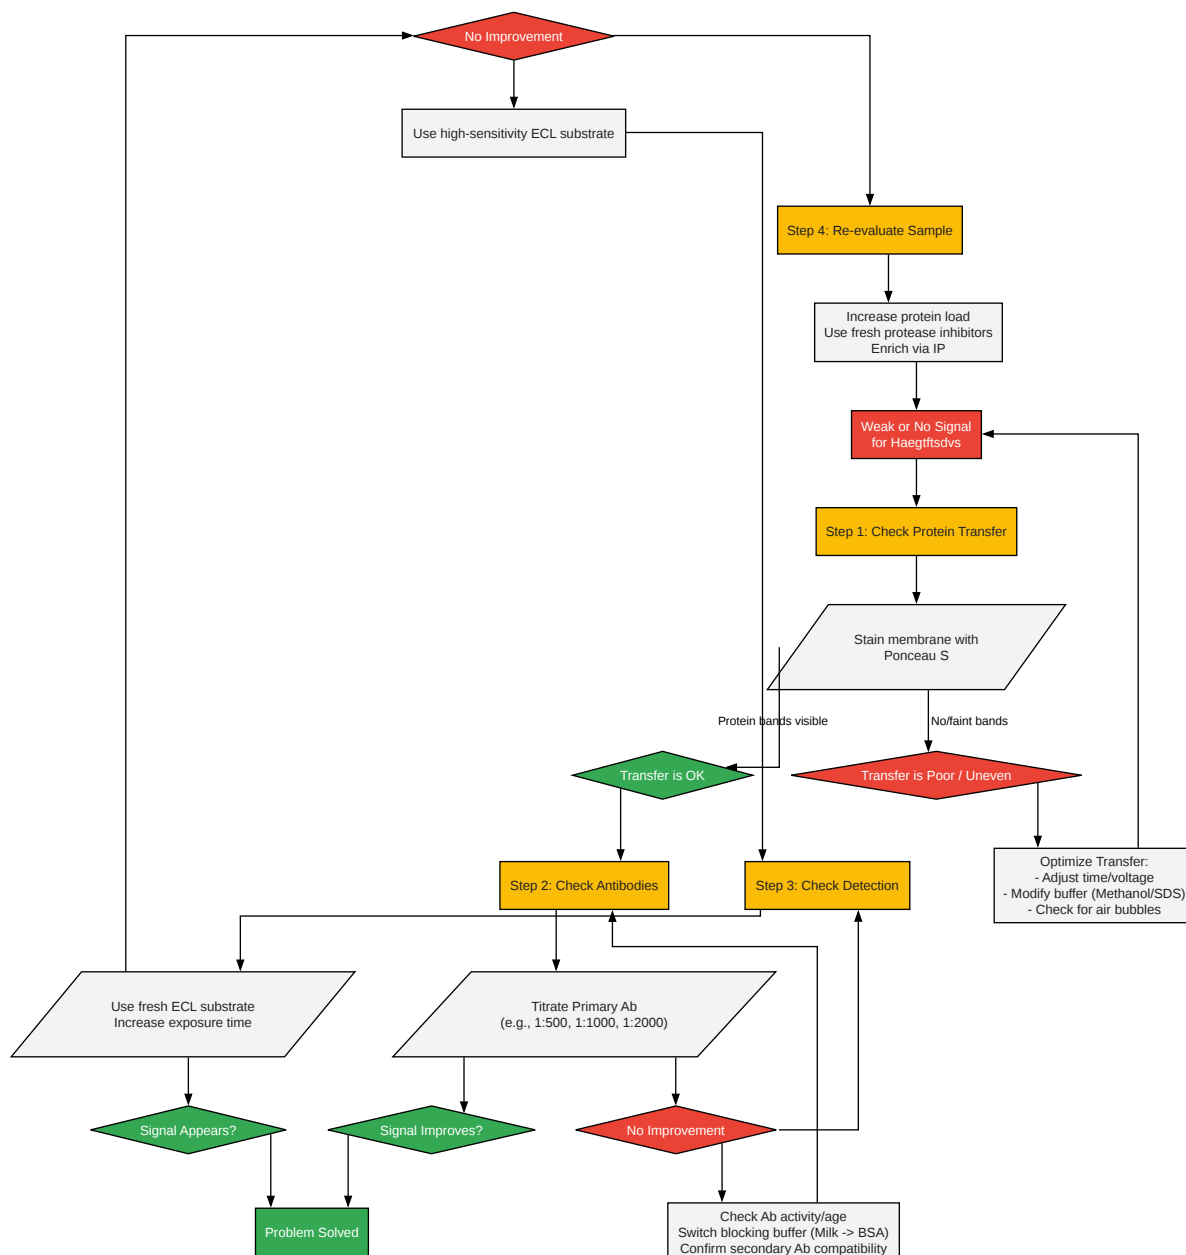 No Improvement
Use high-sensitivity ECL substrate
Step 4: Re-evaluate Sample
Increase protein load
Use fresh protease inhibitors
Enrich via IP
Weak or No Signal
for Haegtftsdvs
Step 1: Check Protein Transfer
Stain membrane with
Ponceau S
Protein bands visible
No/faint bands
Transfer is OK
Transfer is Poor / Uneven
Optimize Transfer:
- Adjust time/voltage
- Modify buffer (Methanol/SDS)
- Check for air bubbles
Step 2: Check Antibodies
Step 3: Check Detection
Use fresh ECL substrate
Increase exposure time
Titrate Primary Ab
(e.g., 1:500, 1:1000, 1:2000)
Signal Appears?
Signal Improves?
No Improvement
Problem Solved
Check Ab activity/age
Switch blocking buffer (Milk -> BSA)
Confirm secondary Ab compatibility